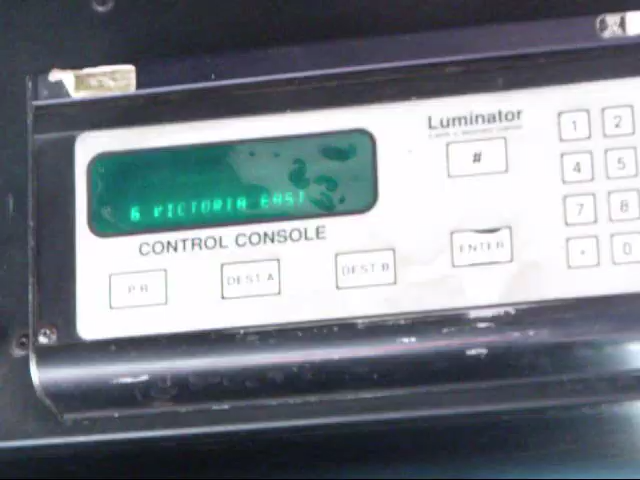 Luminator
#
1 2
4 5
7 8
* 0
6 VICTORIA EAST
CONTROL CONSOLE
P.R. DEST.A DEST.B ENTER